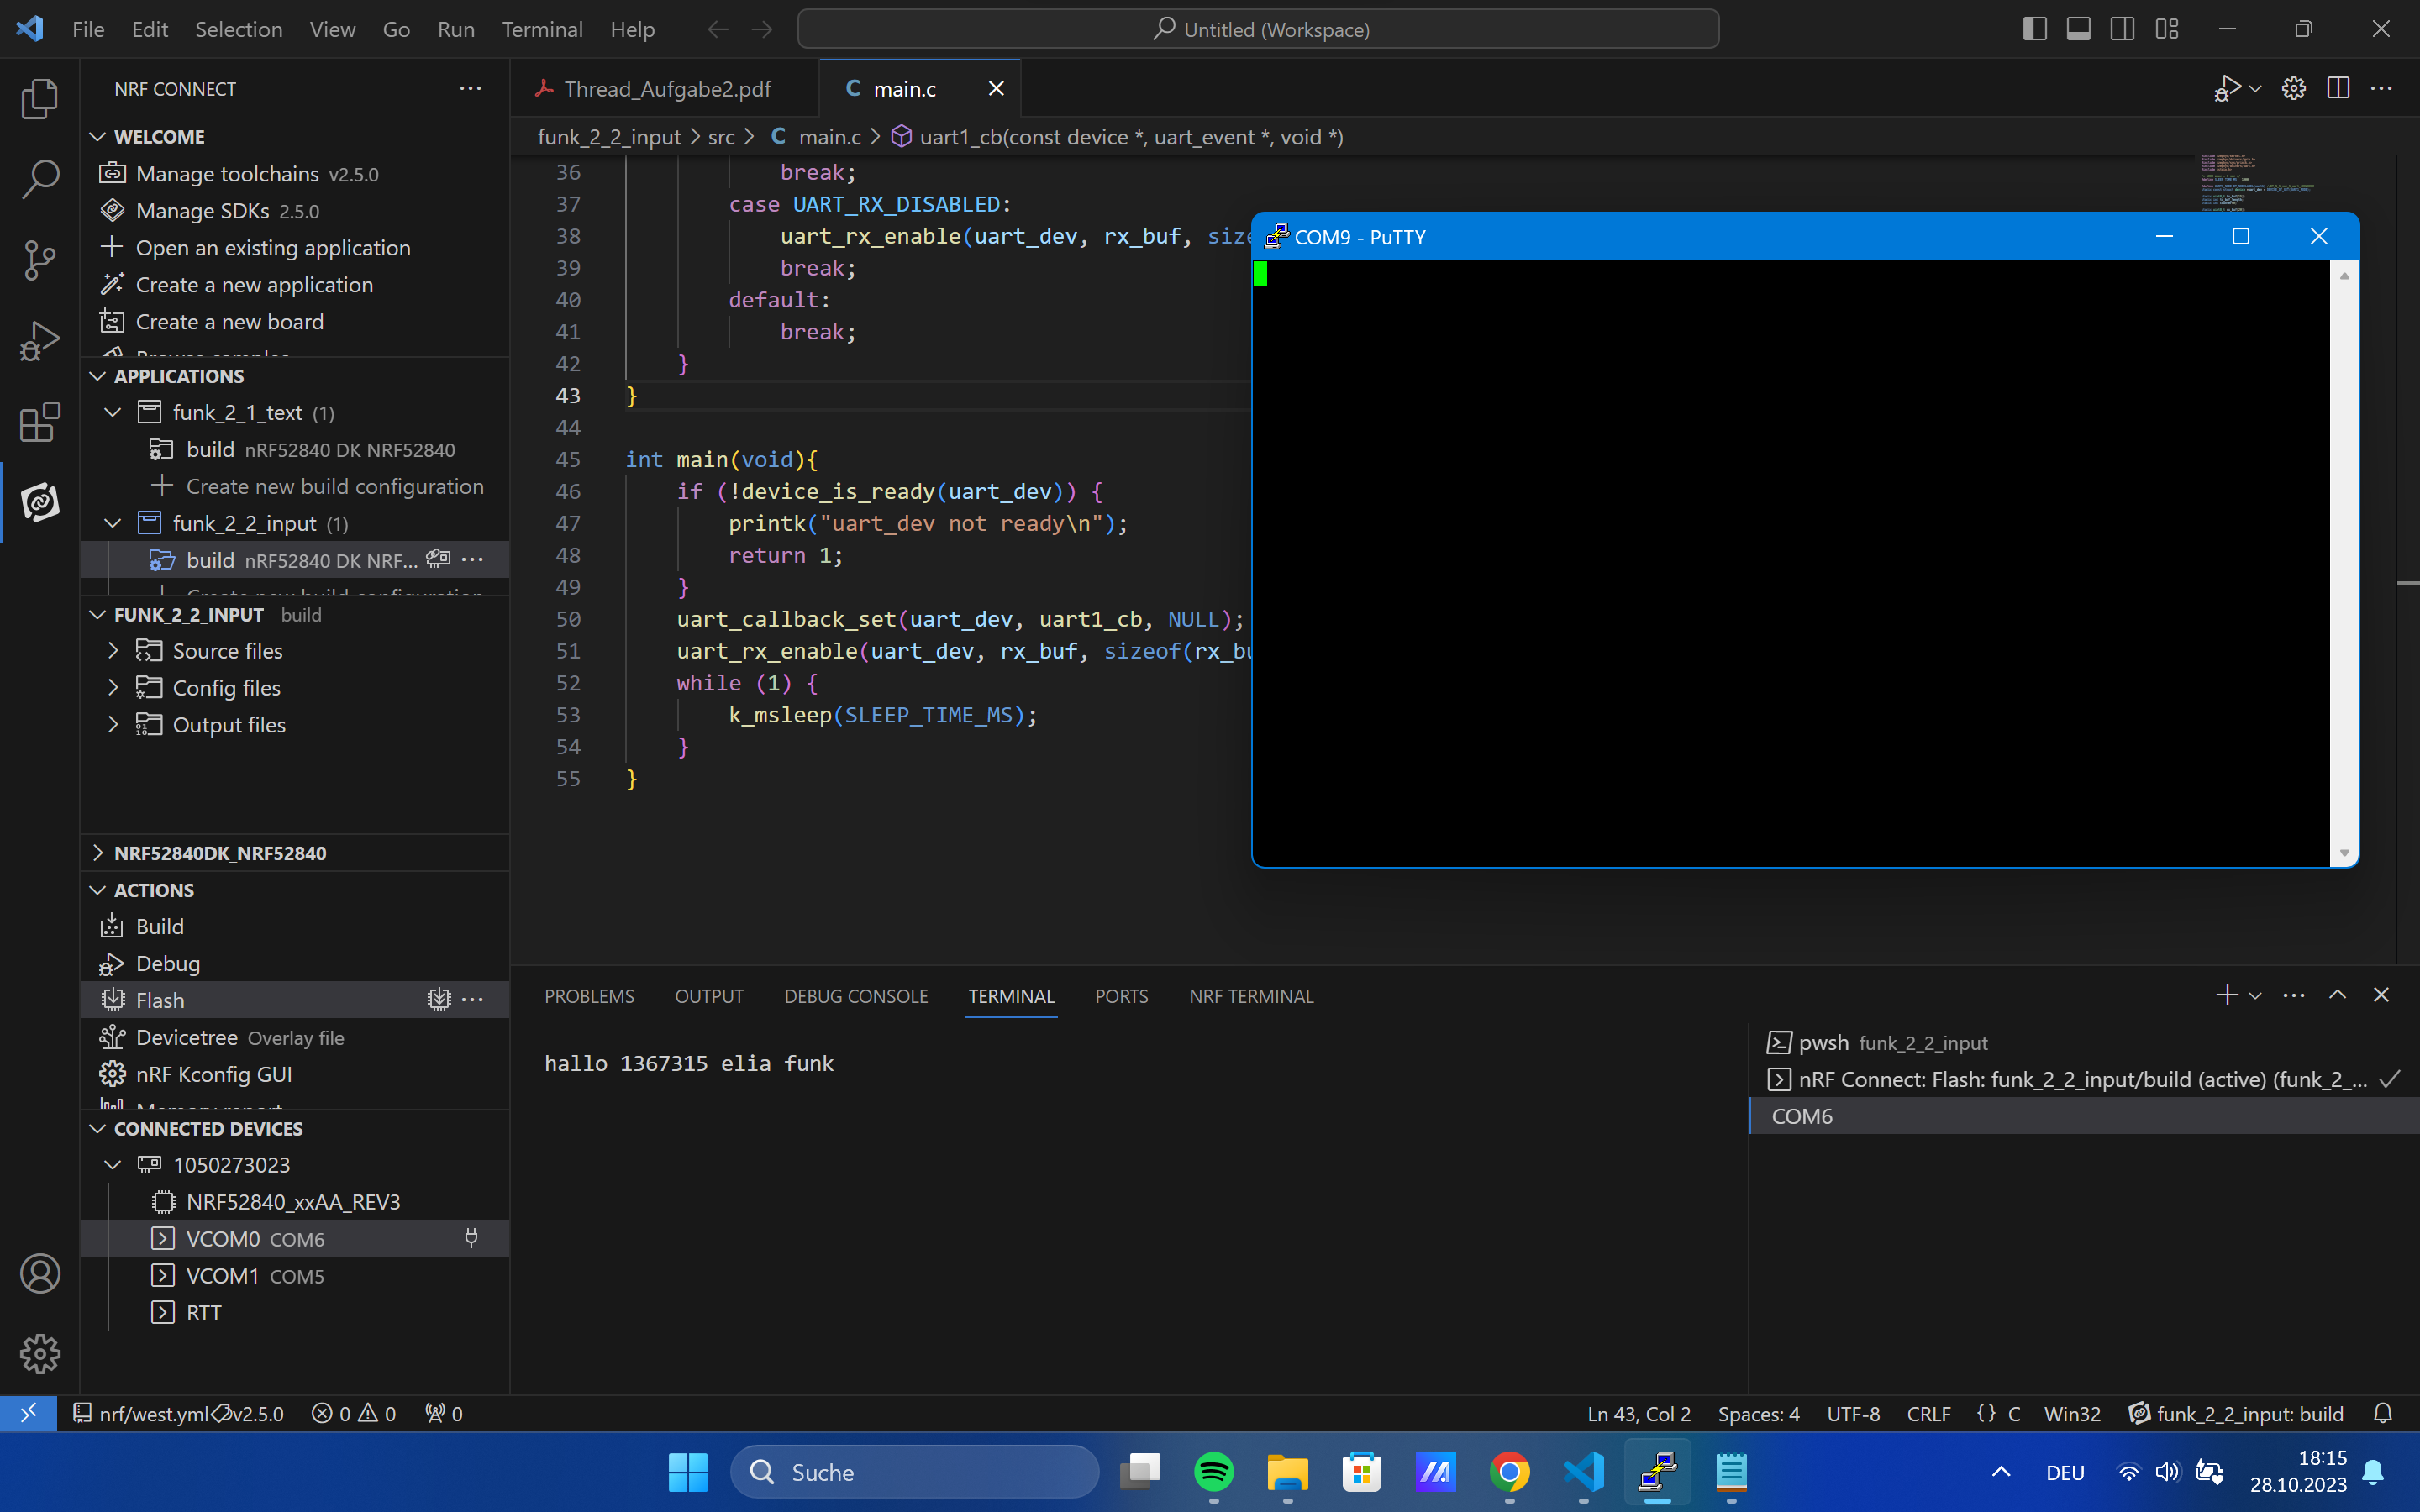 File Edit Selection View Go Run Terminal Help
Untitled (Workspace)
NRF CONNECT
WELCOME
Manage toolchains v2.5.0
Manage SDKs 2.5.0
Open an existing application
Create a new application
Create a new board
Browse samples
APPLICATIONS
funk_2_1_text (1)
build nRF52840 DK NRF52840
Create new build configuration
funk_2_2_input (1)
build nRF52840 DK NRF...
Create new build configuration
FUNK_2_2_INPUT build
Source files
Config files
Output files
NRF52840DK_NRF52840
ACTIONS
Build
Debug
Flash
Devicetree Overlay file
nRF Kconfig GUI
Memory report
CONNECTED DEVICES
1050273023
NRF52840_xxAA_REV3
VCOM0 COM6
VCOM1 COM5
RTT
Thread_Aufgabe2.pdf
C main.c
funk_2_2_input > src > C main.c > uart1_cb(const device *, uart_event *, void *)
36 break;
37 case UART_RX_DISABLED:
38 uart_rx_enable(uart_dev, rx_buf, size
39 break;
40 default:
41 break;
42 }
43 }
44
45 int main(void){
46 if (!device_is_ready(uart_dev)) {
47 printk("uart_dev not ready\n");
48 return 1;
49 }
50 uart_callback_set(uart_dev, uart1_cb, NULL);
51 uart_rx_enable(uart_dev, rx_buf, sizeof(rx_bu
52 while (1) {
53 k_msleep(SLEEP_TIME_MS);
54 }
55 }
COM9 - PuTTY
PROBLEMS OUTPUT DEBUG CONSOLE TERMINAL PORTS NRF TERMINAL
hallo 1367315 elia funk
pwsh funk_2_2_input
nRF Connect: Flash: funk_2_2_input/build (active) (funk_2_...
COM6
nrf/west.yml v2.5.0 0 0 0
Ln 43, Col 2 Spaces: 4 UTF-8 CRLF {} C Win32 funk_2_2_input: build
Suche
DEU
18:15
28.10.2023